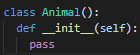 class Animal():
  def __init__(self):
    pass